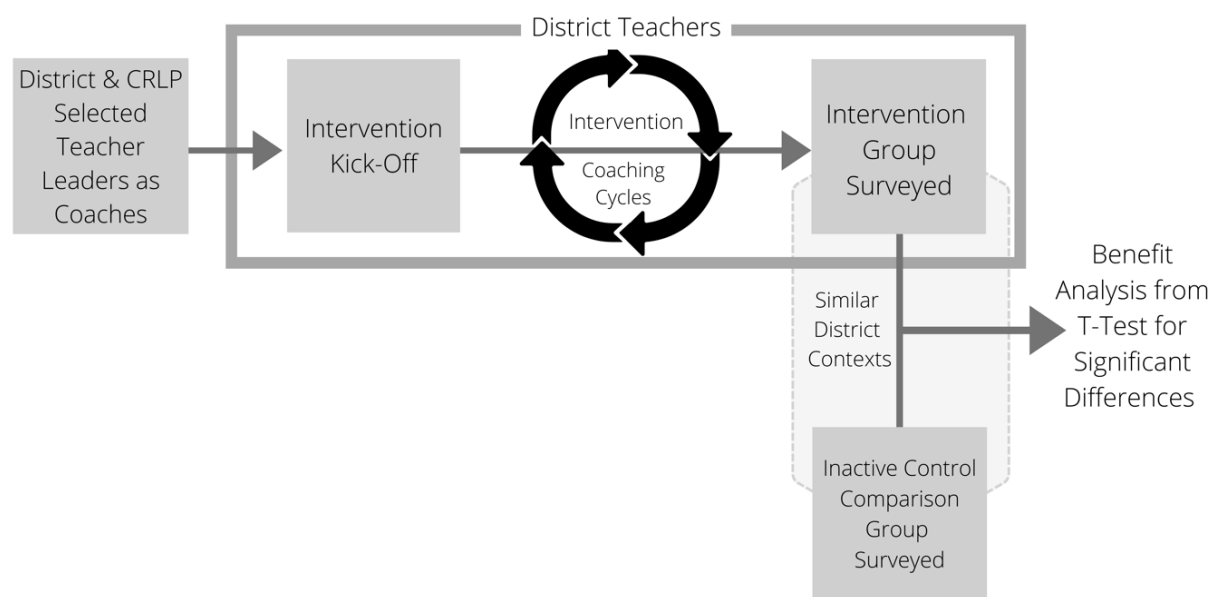 District Teachers
District & CRLP
Selected
Teacher
Leaders as
Coaches
Intervention
Kick-Off
Intervention
Coaching
Cycles
Intervention
Group
Surveyed
Similar
District
Contexts
Benefit
Analysis from
T-Test for
Significant
Differences
Inactive Control
Comparison
Group
Surveyed